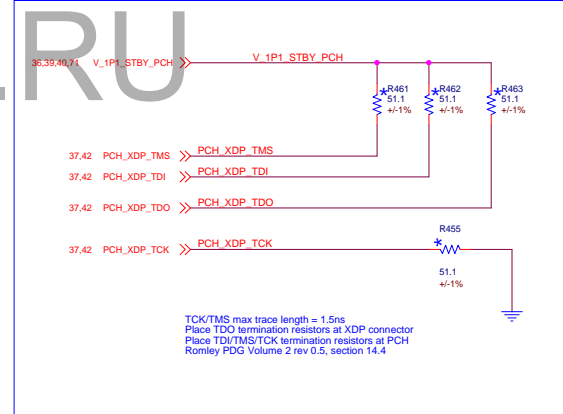 .RU
36,39,40,71 V_1P1_STBY_PCH V_1P1_STBY_PCH
*R461 *R462 *R463
51.1 51.1 51.1
+/-1% +/-1% +/-1%
37,42 PCH_XDP_TMS PCH_XDP_TMS
37,42 PCH_XDP_TDI PCH_XDP_TDI
37,42 PCH_XDP_TDO PCH_XDP_TDO
R455
37,42 PCH_XDP_TCK PCH_XDP_TCK *
51.1
+/-1%
TCK/TMS max trace length = 1.5ns
Place TDO termination resistors at XDP connector
Place TDI/TMS/TCK termination resistors at PCH
Romley PDG Volume 2 rev 0.5, section 14.4